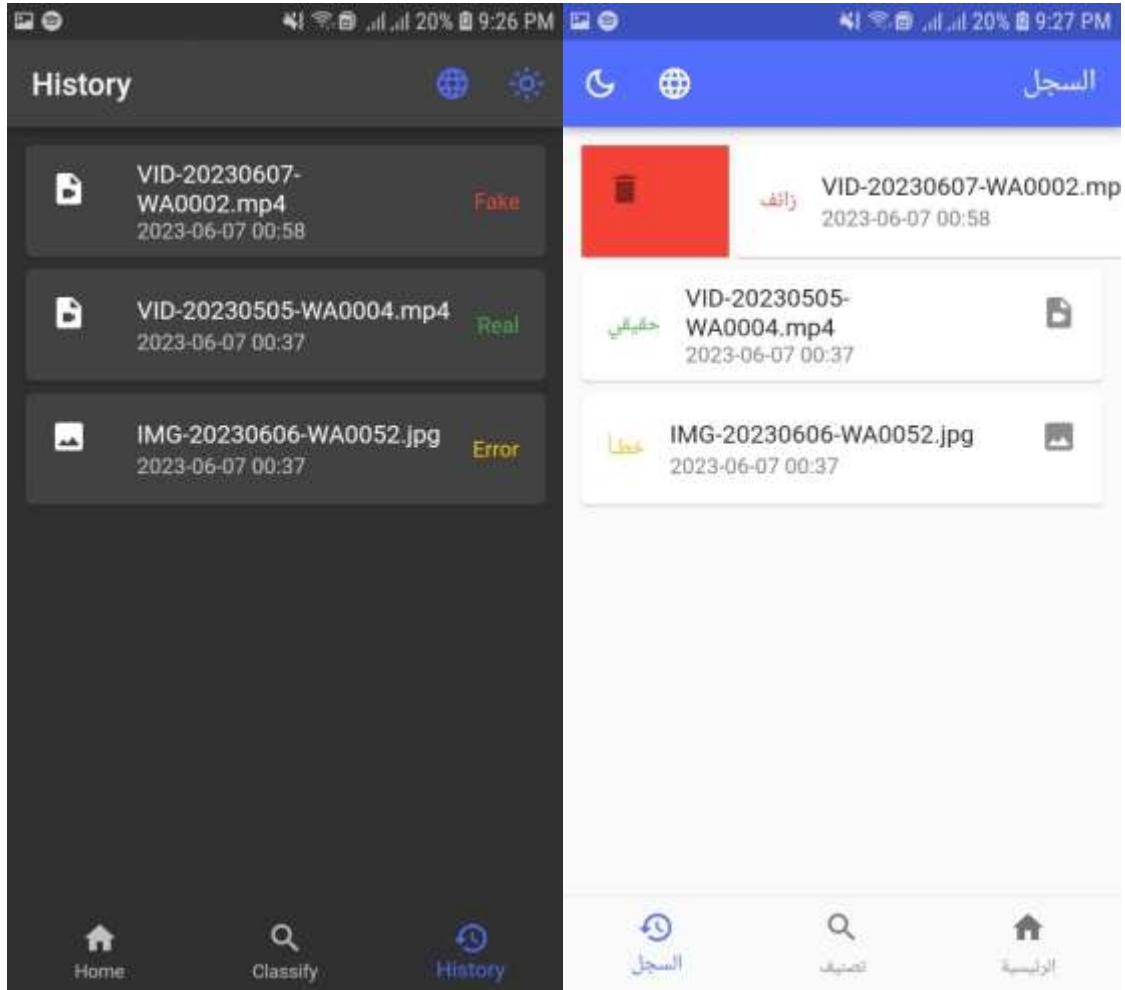 20% 9:26 PM
History
VID-20230607-
WA0002.mp4
2023-06-07 00:58
Fake
VID-20230505-WA0004.mp4
2023-06-07 00:37
Real
IMG-20230606-WA0052.jpg
2023-06-07 00:37
Error
Home
Classify
History
20% 9:27 PM
السجل
VID-20230607-WA0002.mp
2023-06-07 00:58
زائف
VID-20230505-
WA0004.mp4
2023-06-07 00:37
حقيقي
IMG-20230606-WA0052.jpg
2023-06-07 00:37
خطأ
الرئيسية
تصنيف
السجل